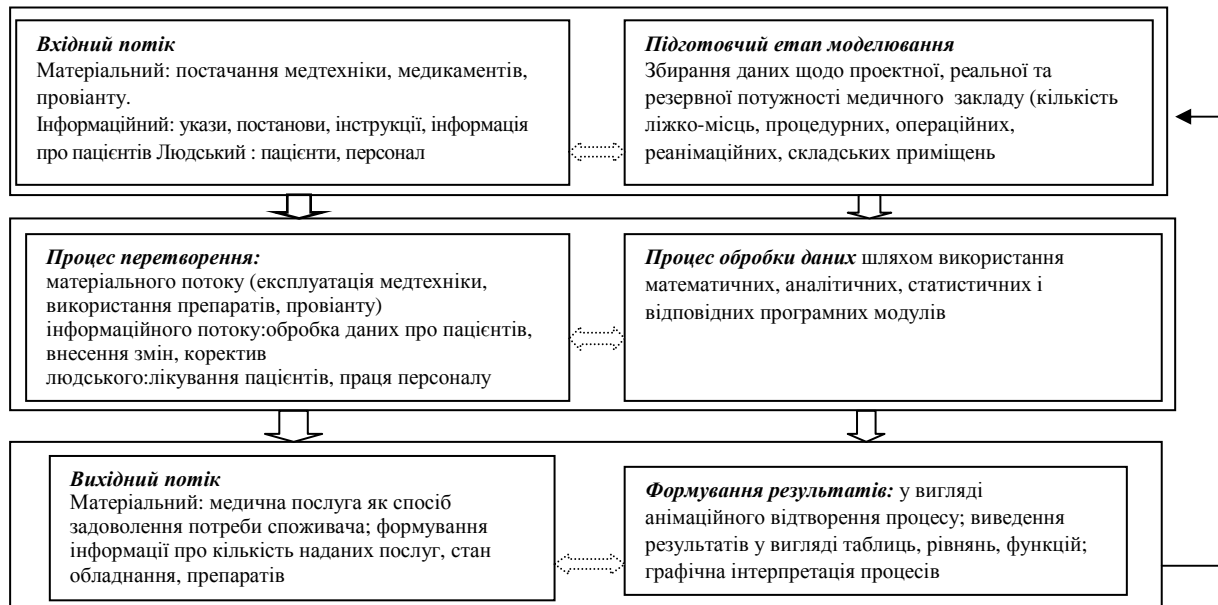 Вхідний потік
Матеріальний: постачання медтехніки, медикаментів,
провіанту.
Інформаційний: укази, постанови, інструкції, інформація
про пацієнтів Людський : пацієнти, персонал
Підготовчий етап моделювання
Збирання даних щодо проектної, реальної та
резервної потужності медичного закладу (кількість
ліжко-місць, процедурних, операційних,
реанімаційних, складських приміщень
Процес перетворення:
матеріального потоку (експлуатація медтехніки,
використання препаратів, провіанту)
інформаційного потоку:обробка даних про пацієнтів,
внесення змін, коректив
людського:лікування пацієнтів, праця персоналу
Процес обробки даних шляхом використання
математичних, аналітичних, статистичних і
відповідних програмних модулів
Вихідний потік
Матеріальний: медична послуга як спосіб
задоволення потреби споживача; формування
інформації про кількість наданих послуг, стан
обладнання, препаратів
Формування результатів: у вигляді
анімаційного відтворення процесу; виведення
результатів у вигляді таблиць, рівнянь, функцій;
графічна інтерпретація процесів